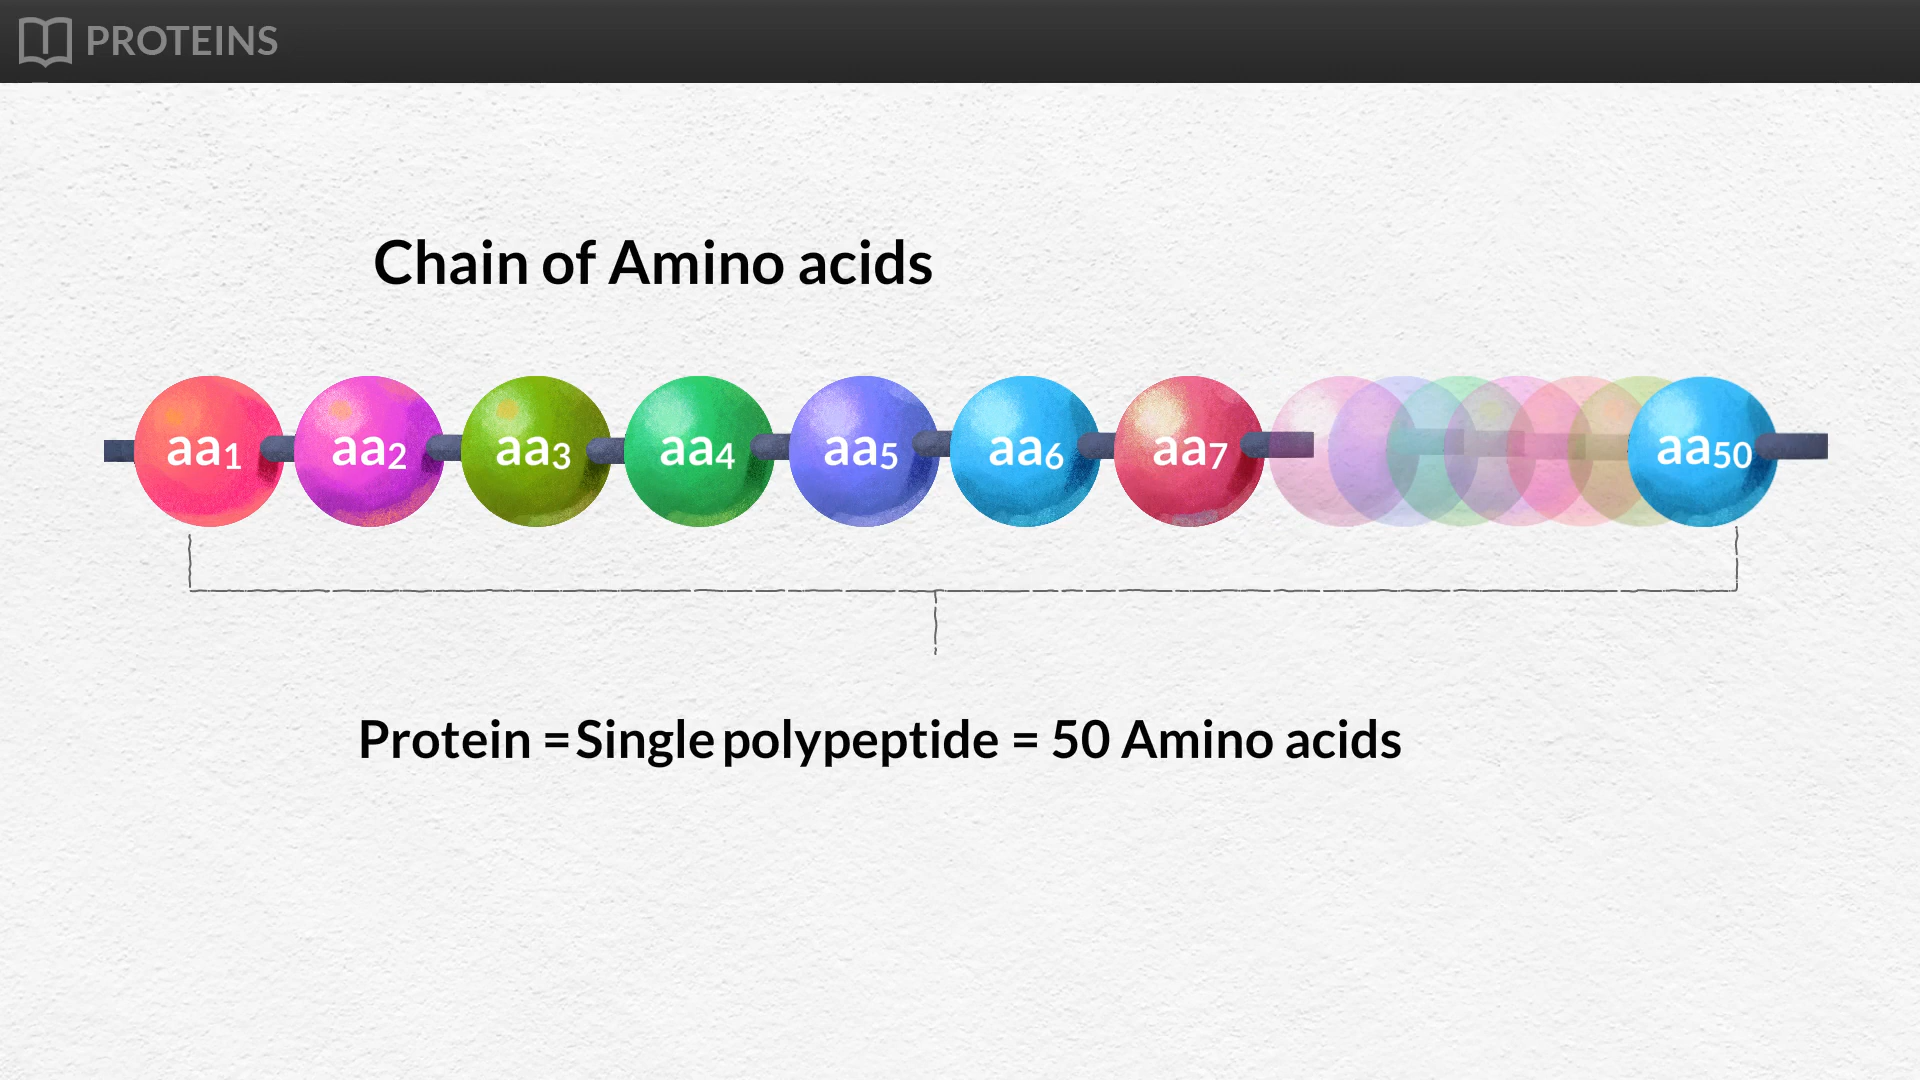 PROTEINS
Chain of Amino acids
aa1 aa2 aa3 aa4 aa5 aa6 aa7 aa50
Protein = Single polypeptide = 50 Amino acids